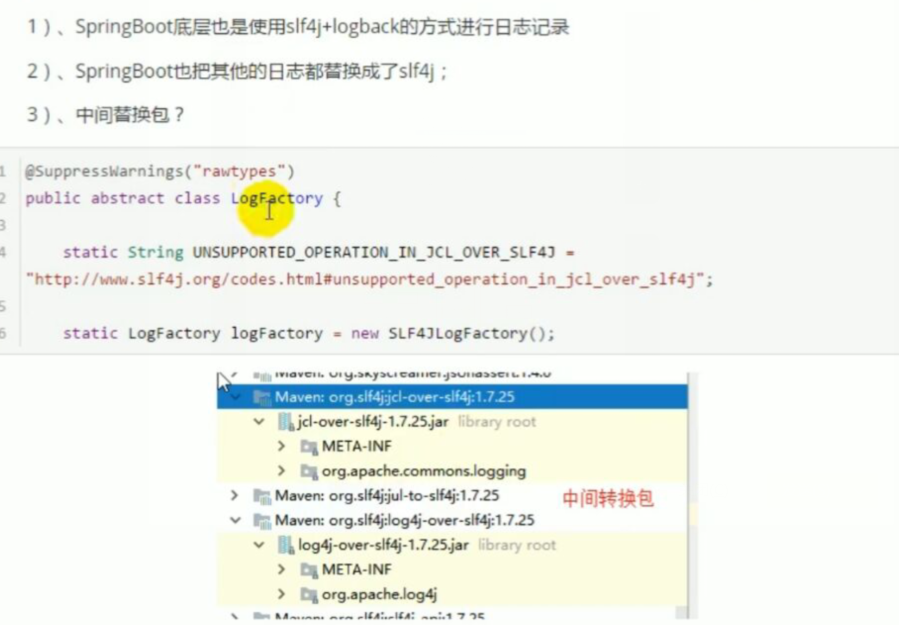 1）、SpringBoot底层也是使用slf4j+logback的方式进行日志记录
2）、SpringBoot也把其他的日志都替换成了slf4j；
3）、中间替换包？
1 @SuppressWarnings("rawtypes")
2 public abstract class LogFactory {
3
4 static String UNSUPPORTED_OPERATION_IN_JCL_OVER_SLF4J =
"http://www.slf4j.org/codes.html#unsupported_operation_in_jcl_over_slf4j";
5
6 static LogFactory logFactory = new SLF4JLogFactory();
Maven: org.skyscreamer:jsonassert:1.4.0
Maven: org.slf4j:jcl-over-slf4j:1.7.25
jcl-over-slf4j-1.7.25.jar library root
META-INF
org.apache.commons.logging
Maven: org.slf4j:jul-to-slf4j:1.7.25 中间转换包
Maven: org.slf4j:log4j-over-slf4j:1.7.25
log4j-over-slf4j-1.7.25.jar library root
META-INF
org.apache.log4j
Maven: org.slf4j:slf4j-api:1.7.25